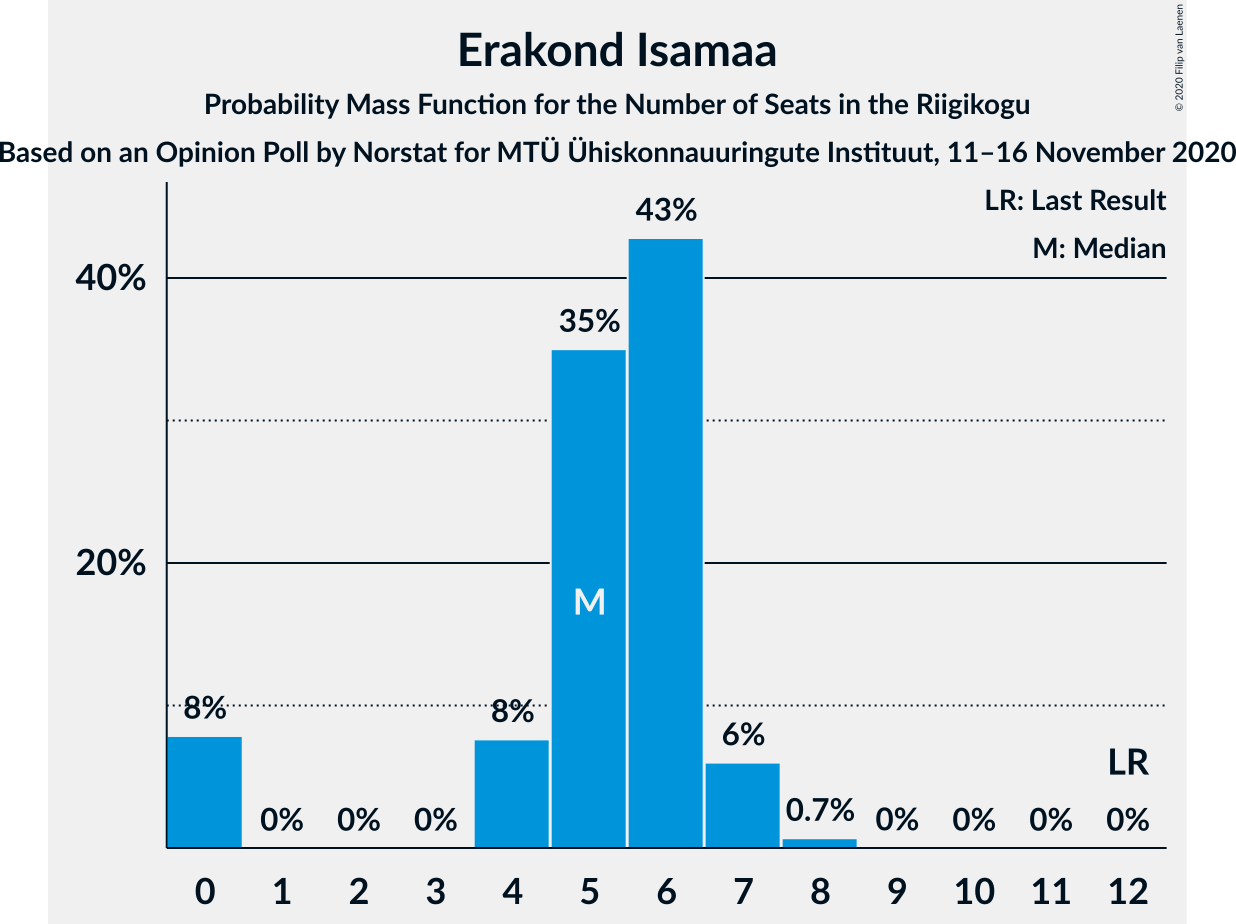 Erakond Isamaa
Probability Mass Function for the Number of Seats in the Riigikogu
Based on an Opinion Poll by Norstat for MTÜ Ühiskonnauuringute Instituut, 11–16 November 2020
© 2020 Filip van Laenen
LR: Last Result
M: Median
43%
40%
35%
20%
M
8%
8%
6%
LR
0.7%
0%
0%
0%
0%
0%
0%
0%
0 1 2 3 4 5 6 7 8 9 10 11 12